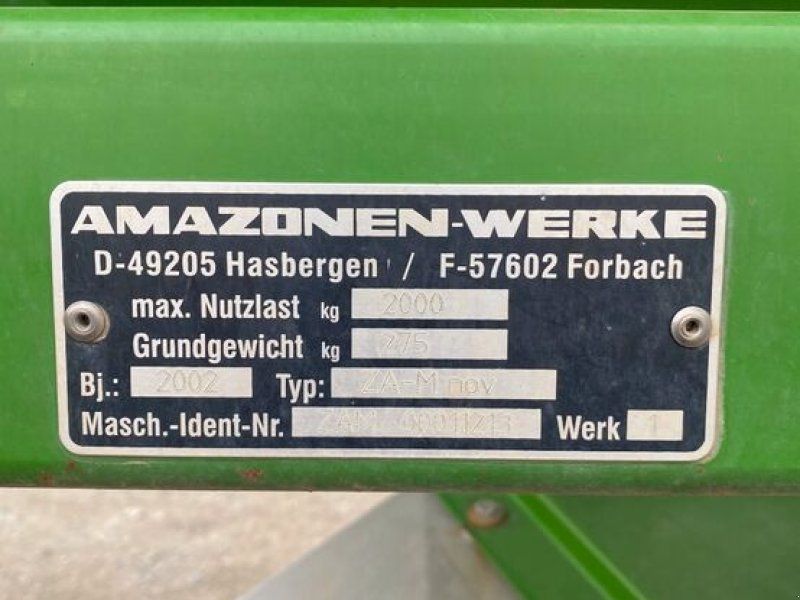 AMAZONEN-WERKE
D-49205 Hasbergen / F-57602 Forbach
max. Nutzlast kg 2000
Grundgewicht kg 275
Bj.: 2002 Typ: ZA-M nov
Masch.-Ident-Nr. Werk 1